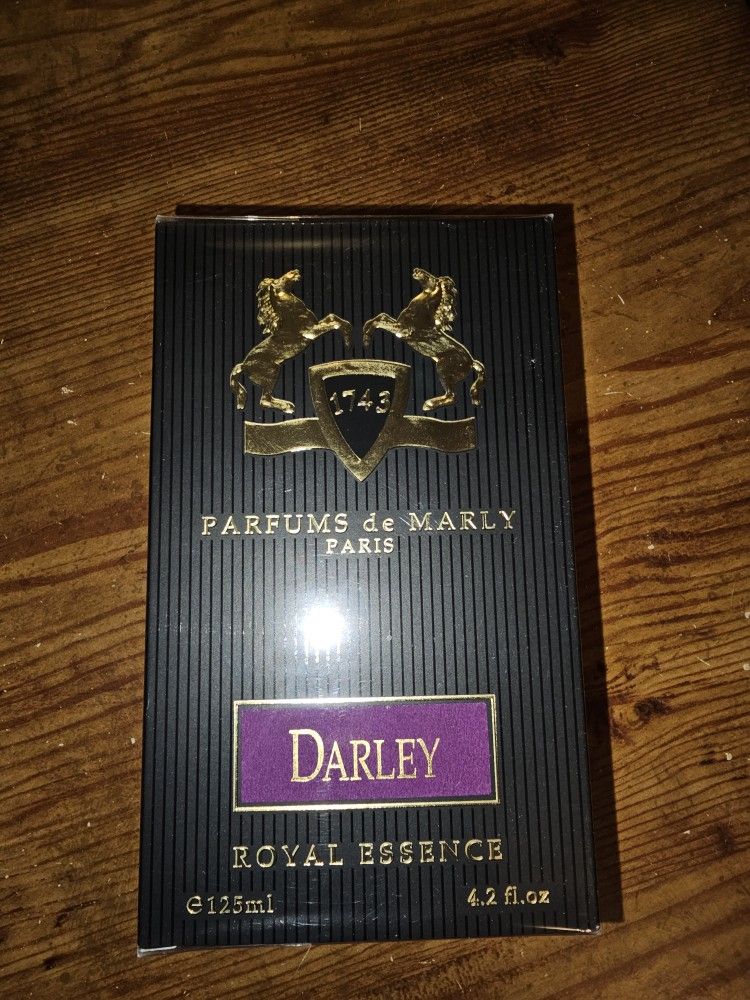 1743
PARFUMS de MARLY
PARIS
DARLEY
ROYAL ESSENCE
℮125ml 4.2 fl.oz